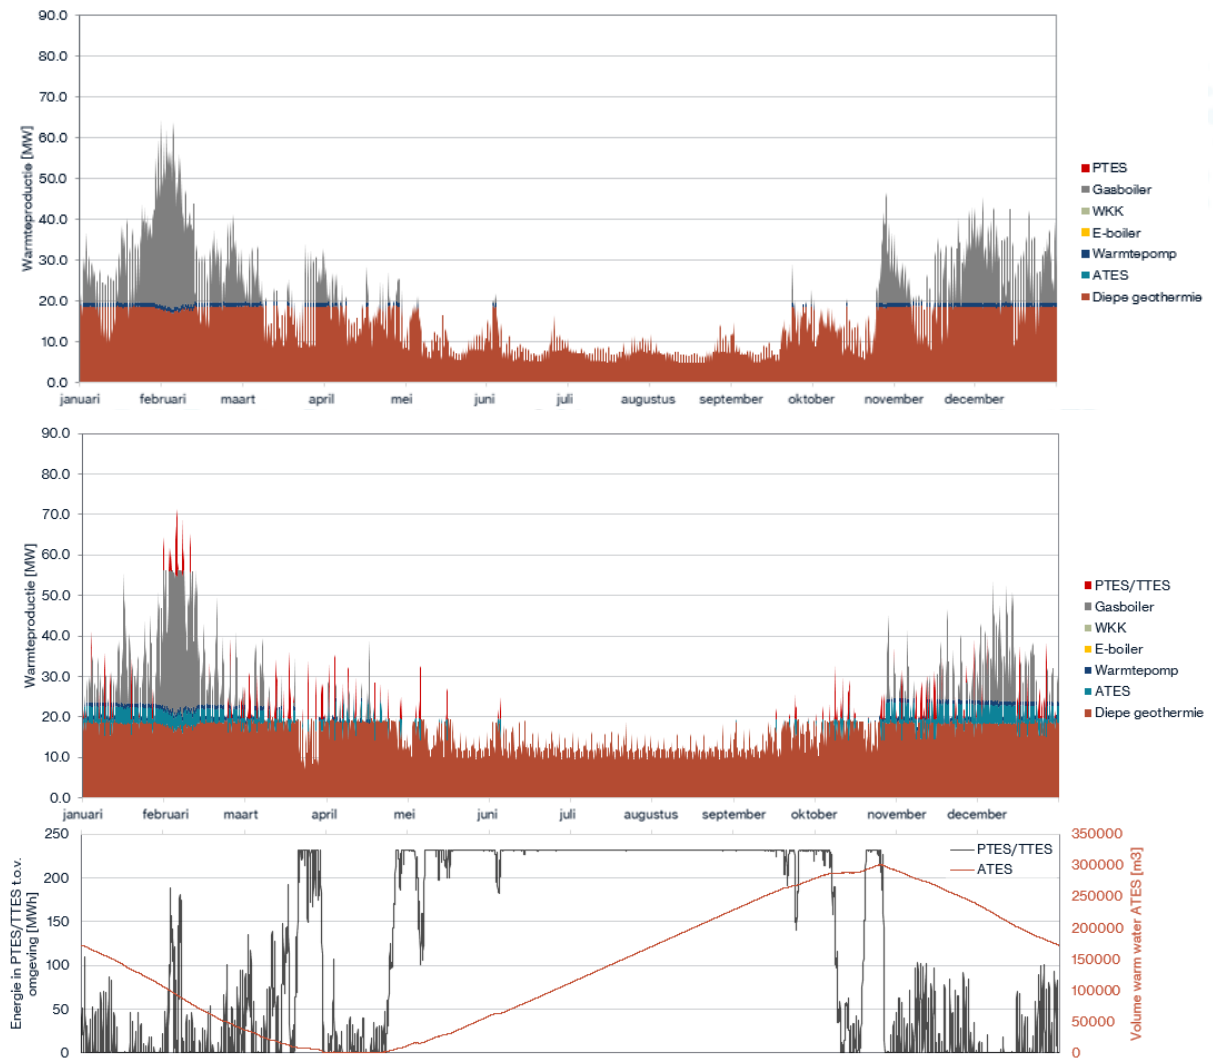 90.0
80.0
70.0
60.0
50.0
40.0
30.0
20.0
10.0
0.0
Warmteproductie [MW]
januari februari maart april mei juni juli augustus september oktober november december
PTES
Gasboiler
WKK
E-boiler
Warmtepomp
ATES
Diepe geothermie
90.0
80.0
70.0
60.0
50.0
40.0
30.0
20.0
10.0
0.0
Warmteproductie [MW]
januari februari maart april mei juni juli augustus september oktober november december
PTES/TTES
Gasboiler
WKK
E-boiler
Warmtepomp
ATES
Diepe geothermie
250
200
150
100
50
0
Energie in PTES/TTES t.o.v.
omgeving [MWh]
PTES/TTES
ATES
350000
300000
250000
200000
150000
100000
50000
0
Volume warm water ATES [m3]